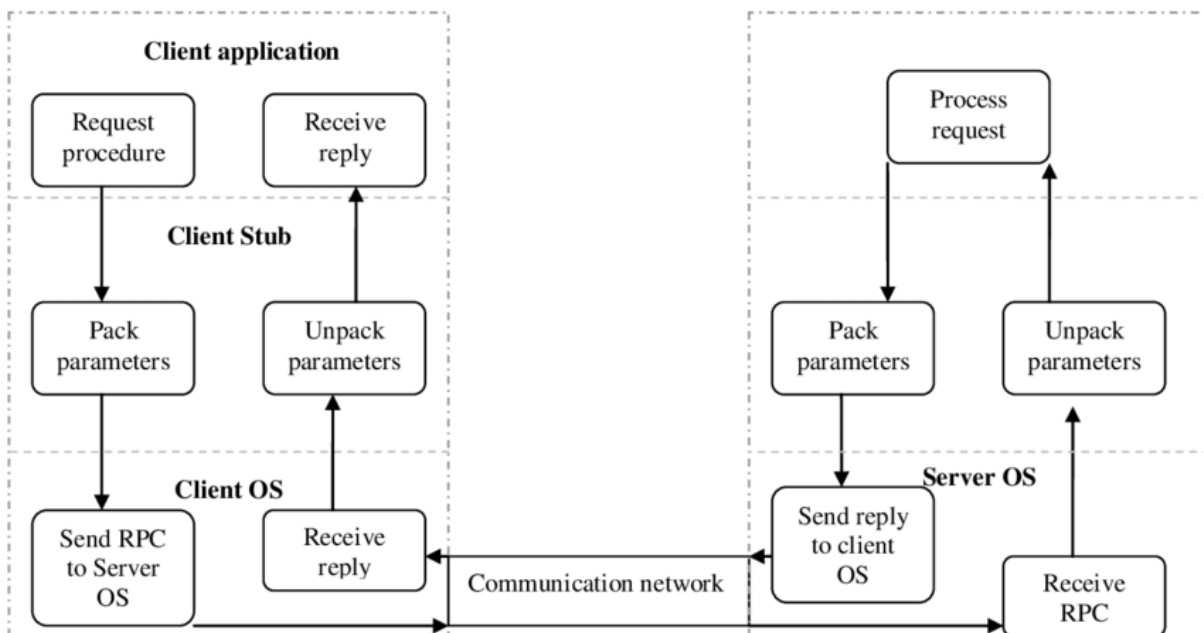 Client application
Request
procedure
Receive
reply
Client Stub
Pack
parameters
Unpack
parameters
Client OS
Send RPC
to Server
OS
Receive
reply
Communication network
Process
request
Pack
parameters
Unpack
parameters
Server OS
Send reply
to client
OS
Receive
RPC